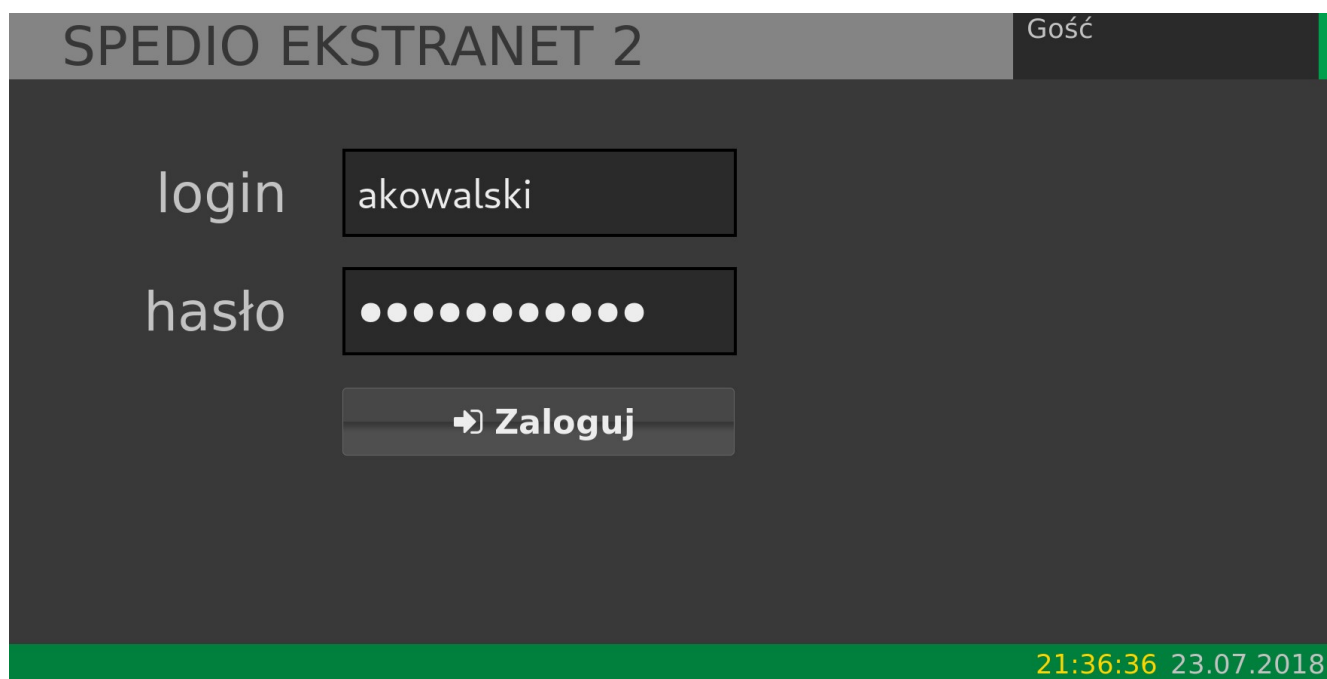 SPEDIO EKSTRANET 2
Gość
login
akowalski
hasło
●●●●●●●●●●●
Zaloguj
21:36:36 23.07.2018